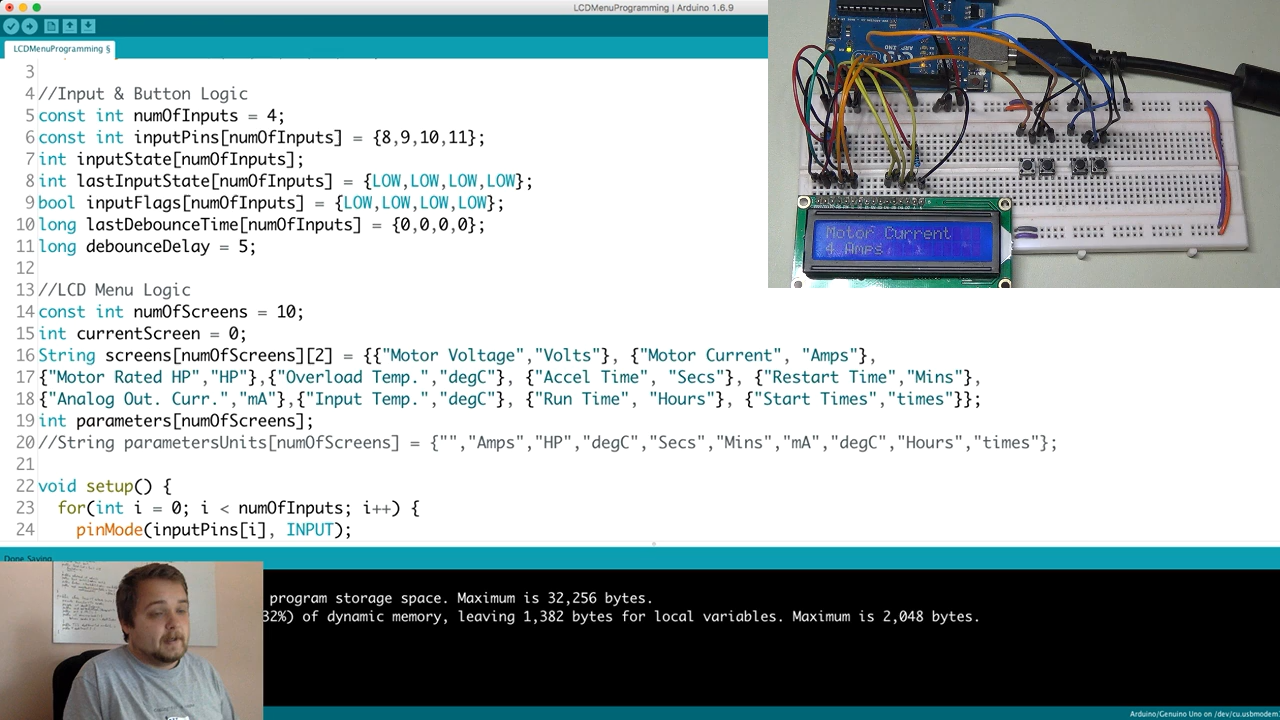 LCDMenuProgramming | Arduino 1.6.9
LCDMenuProgramming §
3
4 //Input & Button Logic
5 const int numOfInputs = 4;
6 const int inputPins[numOfInputs] = {8,9,10,11};
7 int inputState[numOfInputs];
8 int lastInputState[numOfInputs] = {LOW,LOW,LOW,LOW};
9 bool inputFlags[numOfInputs] = {LOW,LOW,LOW,LOW};
10 long lastDebounceTime[numOfInputs] = {0,0,0,0};
11 long debounceDelay = 5;
12
13 //LCD Menu Logic
14 const int numOfScreens = 10;
15 int currentScreen = 0;
16 String screens[numOfScreens][2] = {{"Motor Voltage","Volts"}, {"Motor Current", "Amps"},
17 {"Motor Rated HP","HP"},{"Overload Temp.","degC"}, {"Accel Time", "Secs"}, {"Restart Time","Mins"},
18 {"Analog Out. Curr.","mA"},{"Input Temp.","degC"}, {"Run Time", "Hours"}, {"Start Times","times"}};
19 int parameters[numOfScreens];
20 //String parametersUnits[numOfScreens] = {"","Amps","HP","degC","Secs","Mins","mA","degC","Hours","times"};
21
22 void setup() {
23 for(int i = 0; i < numOfInputs; i++) {
24 pinMode(inputPins[i], INPUT);
Motor Current
4 Amps
Done Saving
program storage space. Maximum is 32,256 bytes.
32%) of dynamic memory, leaving 1,382 bytes for local variables. Maximum is 2,048 bytes.
Arduino/Genuino Uno on /dev/cu.usbmodem